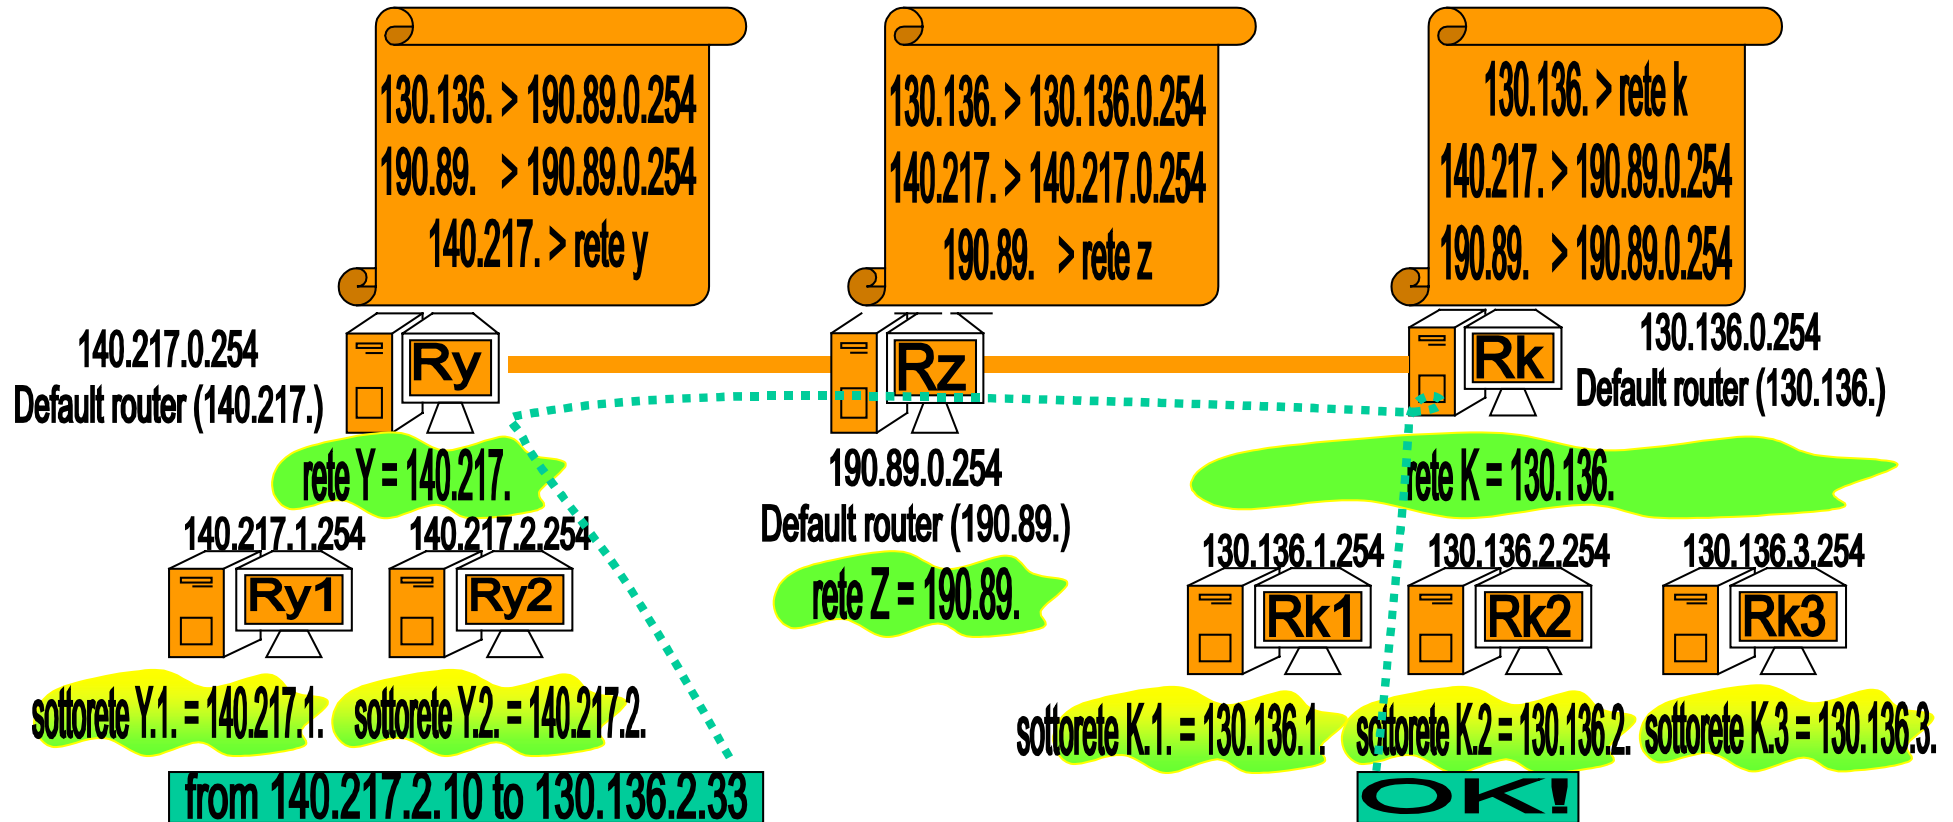 130.136. > 190.89.0.254
190.89. > 190.89.0.254
140.217. > rete y
130.136. > 130.136.0.254
140.217. > 140.217.0.254
190.89. > rete z
130.136. > rete k
140.217. > 190.89.0.254
190.89. > 190.89.0.254
140.217.0.254
Default router (140.217.)
Ry
Rz
Rk
130.136.0.254
Default router (130.136.)
rete Y = 140.217.
190.89.0.254
Default router (190.89.)
rete Z = 190.89.
rete K = 130.136.
140.217.1.254
140.217.2.254
Ry1
Ry2
130.136.1.254
130.136.2.254
130.136.3.254
Rk1
Rk2
Rk3
sottorete Y.1. = 140.217.1.
sottorete Y.2. = 140.217.2.
sottorete K.1. = 130.136.1.
sottorete K.2 = 130.136.2.
sottorete K.3 = 130.136.3.
from 140.217.2.10 to 130.136.2.33
OK!